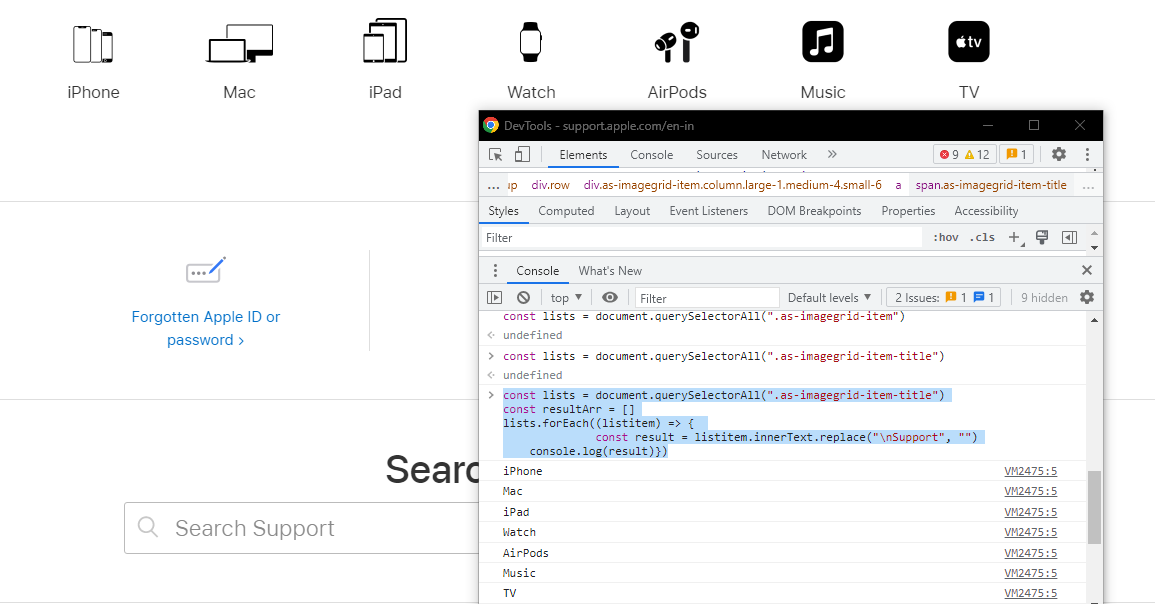 iPhone
Mac
iPad
Watch
AirPods
Music
tv
TV
DevTools - support.apple.com/en-in
Elements Console Sources Network » 9 12 1
... up div.row div.as-imagegrid-item.column.large-1.medium-4.small-6 a span.as-imagegrid-item-title ...
Styles Computed Layout Event Listeners DOM Breakpoints Properties Accessibility
Filter :hov .cls +
Console What's New
top ▼ Filter Default levels ▼ 2 Issues: 1 1 9 hidden
const lists = document.querySelectorAll(".as-imagegrid-item")
undefined
const lists = document.querySelectorAll(".as-imagegrid-item-title")
undefined
const lists = document.querySelectorAll(".as-imagegrid-item-title")
const resultArr = []
lists.forEach((listitem) => {
const result = listitem.innerText.replace("\nSupport", "")
console.log(result)})
iPhone VM2475:5
Mac VM2475:5
iPad VM2475:5
Watch VM2475:5
AirPods VM2475:5
Music VM2475:5
TV VM2475:5
Forgotten Apple ID or
password ›
Search Support